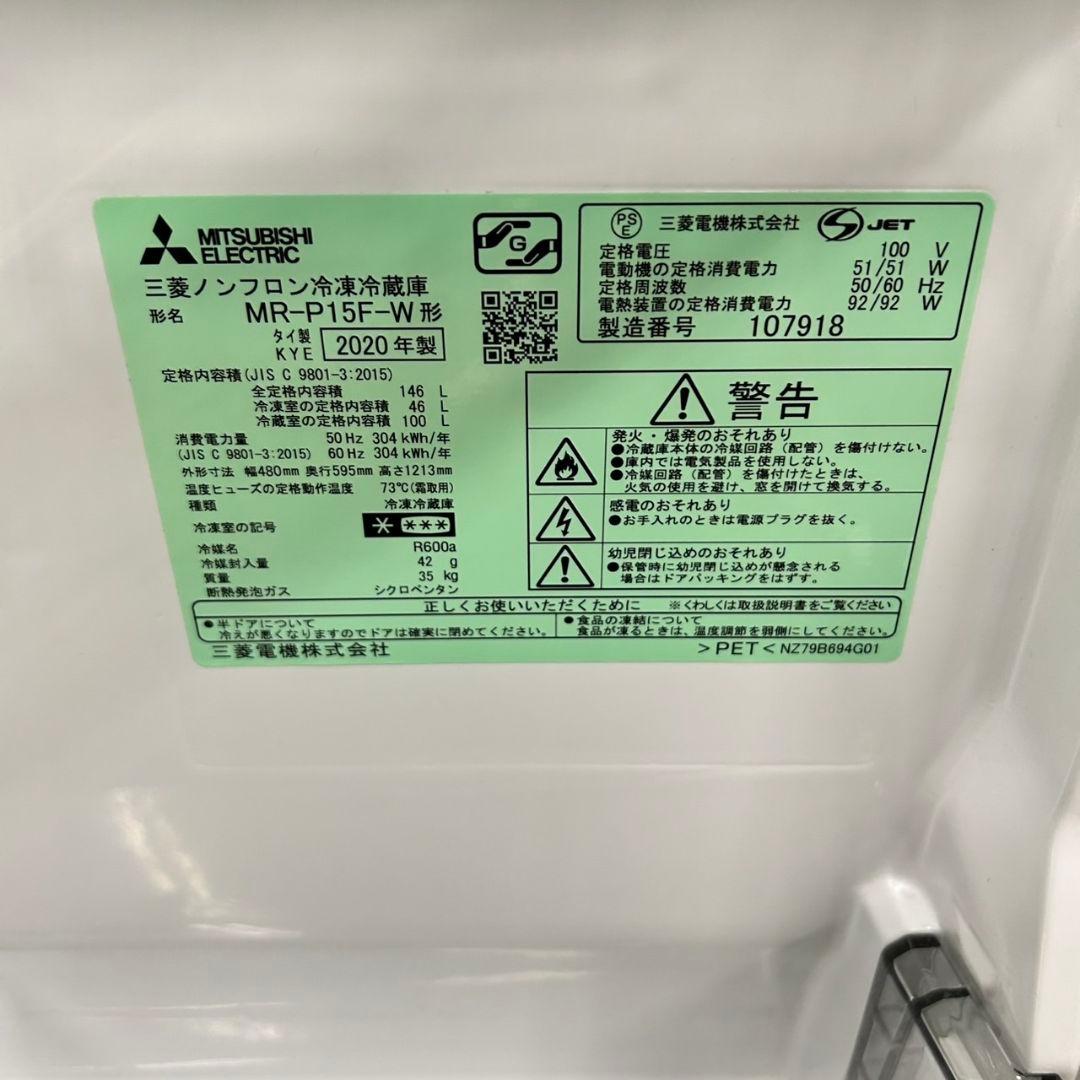 MITSUBISHI
ELECTRIC
G
三菱ノンフロン冷凍冷蔵庫
形名 MR-P15F-W形
タイ製
KYE 2020年製
定格内容積(JIS C 9801-3:2015)
全定格内容積 146 L
冷凍室の定格内容積 46 L
冷蔵室の定格内容積 100 L
消費電力量 50 Hz 304 kWh/年
(JIS C 9801-3:2015) 60 Hz 304 kWh/年
外形寸法 幅480mm 奥行595mm 高さ1213mm
温度ヒューズの定格動作温度 73℃(霜取用)
種類 冷凍冷蔵庫
冷凍室の記号 * ***
冷媒名 R600a
冷媒封入量 42 g
質量 35 kg
断熱発泡ガス シクロペンタン
PS
E
三菱電機株式会社 S JET
定格電圧 100 V
電動機の定格消費電力 51/51 W
定格周波数 50/60 Hz
電熱装置の定格消費電力 92/92 W
製造番号 107918
警告
発火・爆発のおそれあり
●冷蔵庫本体の冷媒回路(配管)を傷付けない。
●庫内では電気製品を使用しない。
●冷媒回路(配管)を傷付けたときは、
火気の使用を避け、窓を開けて換気する。
感電のおそれあり
●お手入れのときは電源プラグを抜く。
幼児閉じ込めのおそれあり
●保管時に幼児閉じ込めが懸念される
場合はドアパッキングをはずす。
正しくお使いいただくために ※くわしくは取扱説明書をご覧ください
●半ドアについて
冷えが悪くなりますのでドアは確実に閉めてください。
●食品の凍結について
食品が凍るときは、温度調節を弱側にしてください。
三菱電機株式会社 >PET< NZ79B694G01